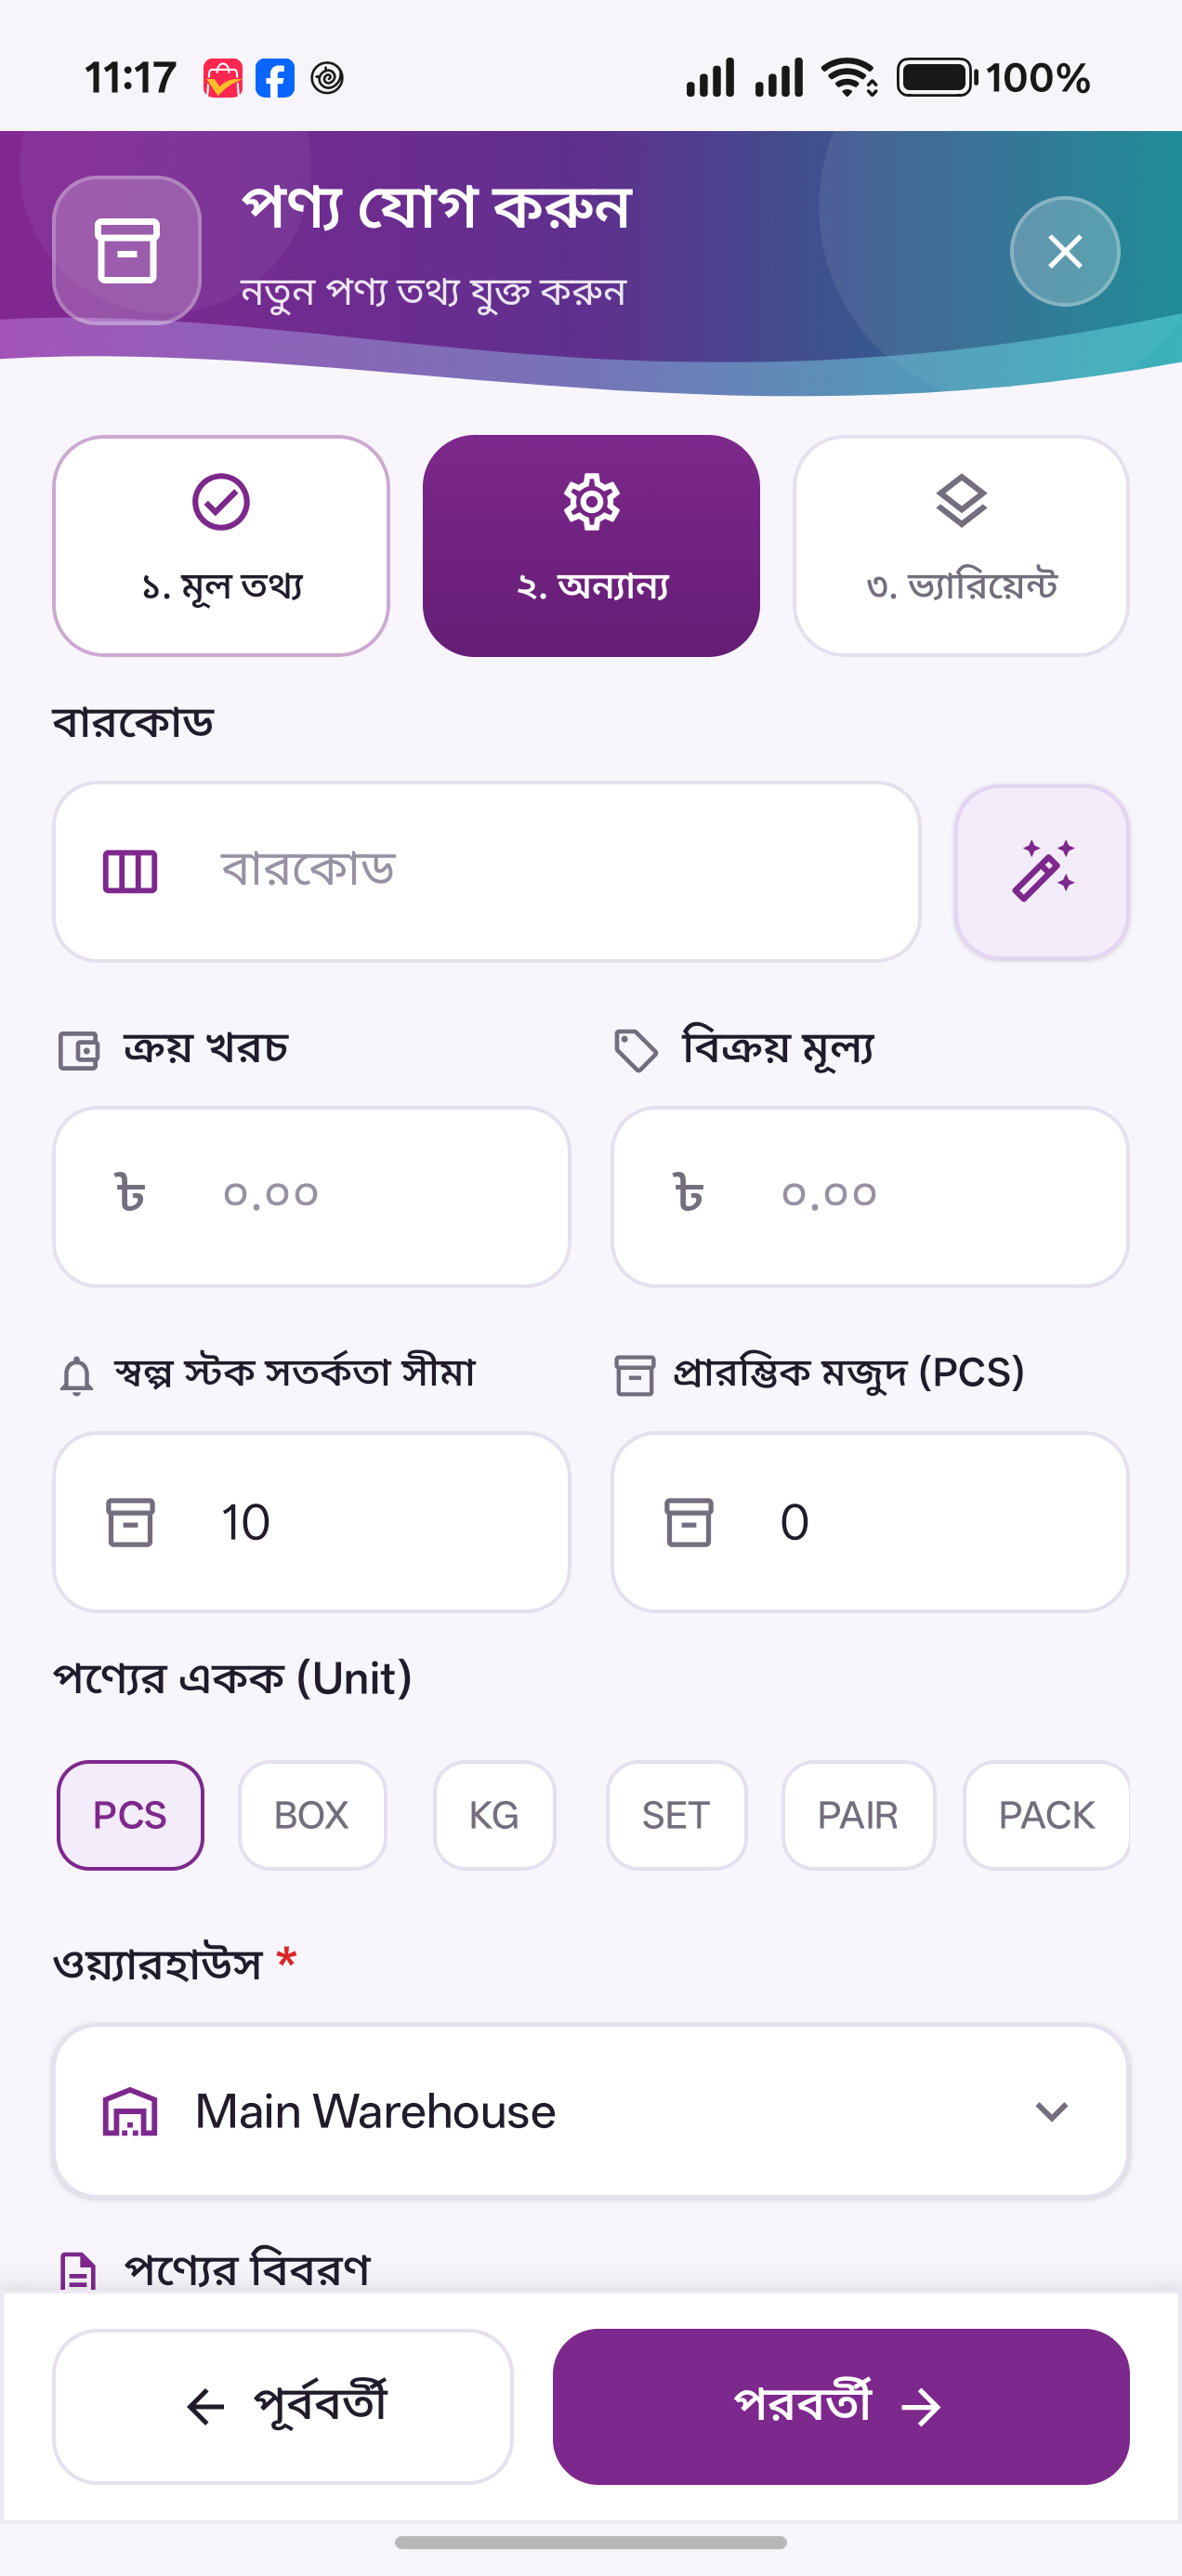 11:17 100%
পণ্য যোগ করুন
নতুন পণ্য তথ্য যুক্ত করুন
১. মূল তথ্য ২. অন্যান্য ৩. ভ্যারিয়েন্ট
বারকোড
বারকোড
ক্রয় খরচ বিক্রয় মূল্য
৳ ০.০০ ৳ ০.০০
স্বল্প স্টক সতর্কতা সীমা প্রারম্ভিক মজুদ (PCS)
10 0
পণ্যের একক (Unit)
PCS BOX KG SET PAIR PACK
ওয়্যারহাউস *
Main Warehouse
পণ্যের বিবরণ
← পূর্ববর্তী পরবর্তী →